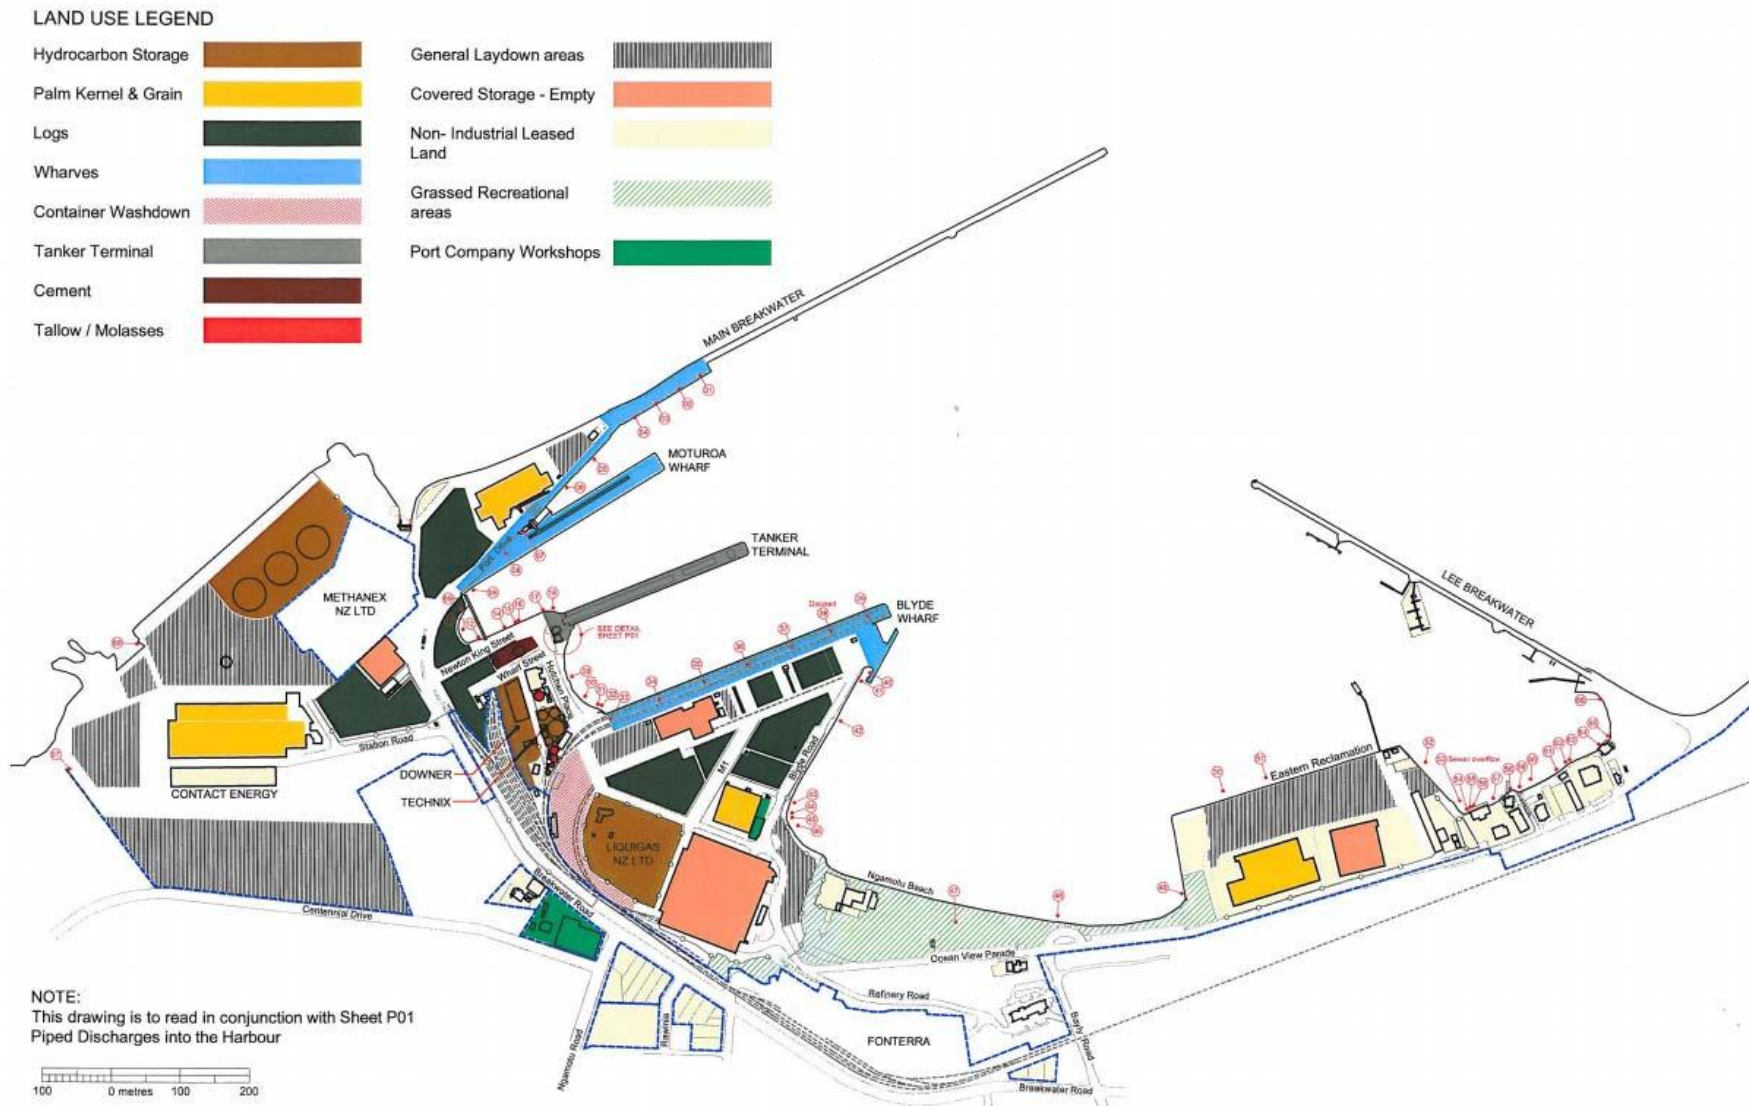 LAND USE LEGEND
Hydrocarbon Storage
Palm Kernel & Grain
Logs
Wharves
Container Washdown
Tanker Terminal
Cement
Tallow / Molasses
General Laydown areas
Covered Storage - Empty
Non- Industrial Leased
Land
Grassed Recreational
areas
Port Company Workshops
MAIN BREAKWATER
MOTUROA
WHARF
TANKER
TERMINAL
BLYDE
WHARF
LEE BREAKWATER
METHANEX
NZ LTD
SEE DETAIL
SHEET P01
Newton King Street
Wharf Street
Hutchen Place
Station Road
DOWNER
TECHNIX
CONTACT ENERGY
M1
Blyde Road
LIQUIGAS
NZ LTD
Eastern Reclamation
Sewer overflow
Ngamotu Beach
Breakwater Road
Centennial Drive
Ocean View Parade
Refinery Road
FONTERRA
Ngamotu Road
Rawinia
Bayly Road
Breakwater Road
NOTE:
This drawing is to read in conjunction with Sheet P01
Piped Discharges into the Harbour
100 0 metres 100 200